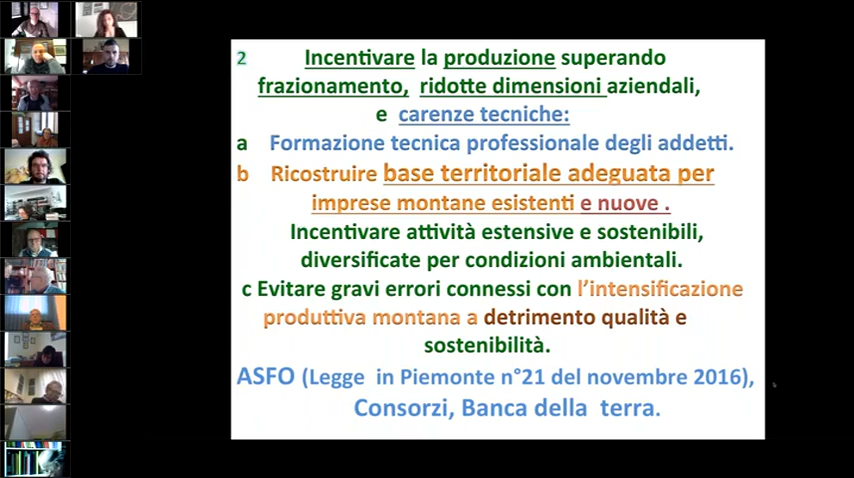 2 Incentivare la produzione superando
frazionamento, ridotte dimensioni aziendali,
e carenze tecniche:
a Formazione tecnica professionale degli addetti.
b Ricostruire base territoriale adeguata per
imprese montane esistenti e nuove .
Incentivare attività estensive e sostenibili,
diversificate per condizioni ambientali.
c Evitare gravi errori connessi con l'intensificazione
produttiva montana a detrimento qualità e
sostenibilità.
ASFO (Legge in Piemonte n°21 del novembre 2016),
Consorzi, Banca della terra.